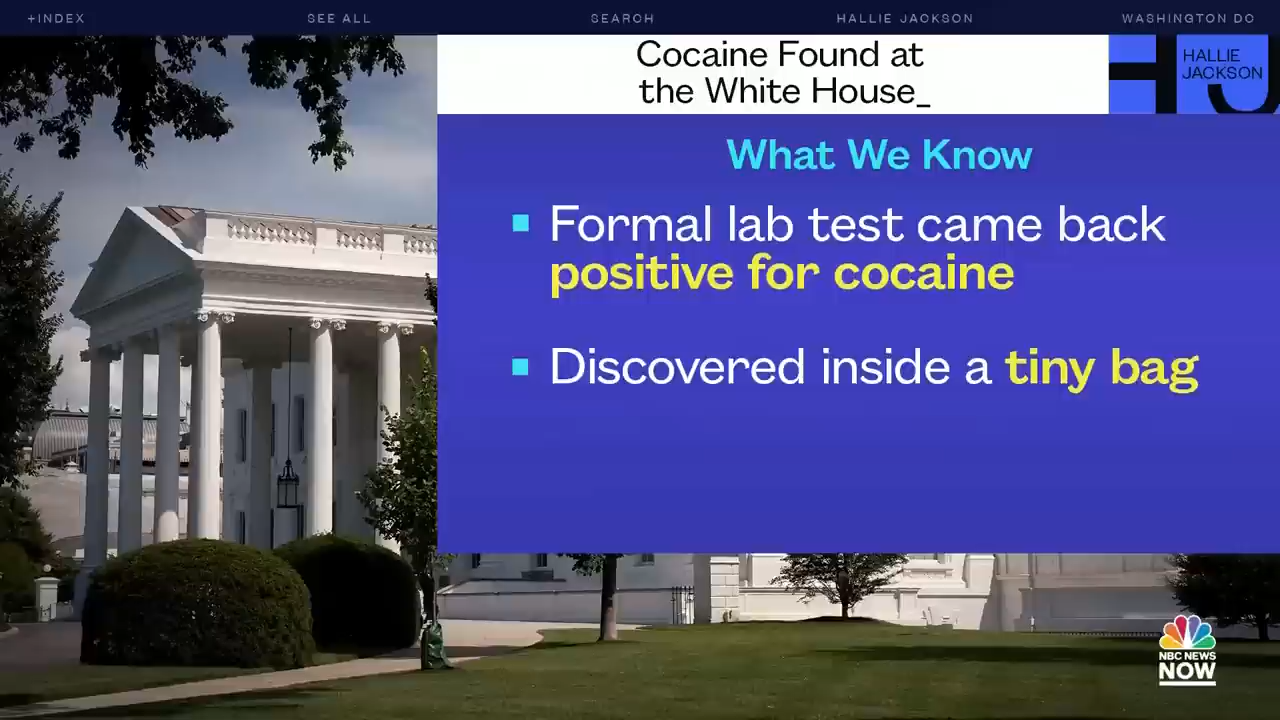 +INDEX
SEE ALL
SEARCH
HALLIE JACKSON
WASHINGTON DC
Cocaine Found at
the White House_
HALLIE
JACKSON
What We Know
Formal lab test came back
positive for cocaine
Discovered inside a tiny bag
NBC NEWS
NOW